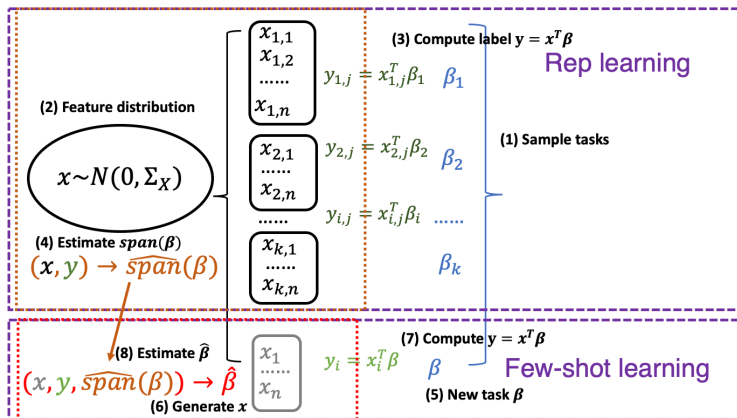 (3) Compute label y = x^T β
Rep learning
(2) Feature distribution
x~N(0, Σ_X)
x_{1,1}
x_{1,2}
......
x_{1,n}
y_{1,j} = x_{1,j}^T β_1
β_1
(1) Sample tasks
x_{2,1}
......
x_{2,n}
y_{2,j} = x_{2,j}^T β_2
β_2
......
y_{i,j} = x_{i,j}^T β_i
......
(4) Estimate span(β)
(x, y) → \widehat{span}(β)
x_{k,1}
......
x_{k,n}
β_k
(8) Estimate β̂
(x, y, \widehat{span}(β)) → β̂
(6) Generate x
x_1
......
x_n
y_i = x_i^T β
(7) Compute y = x^T β
β
Few-shot learning
(5) New task β